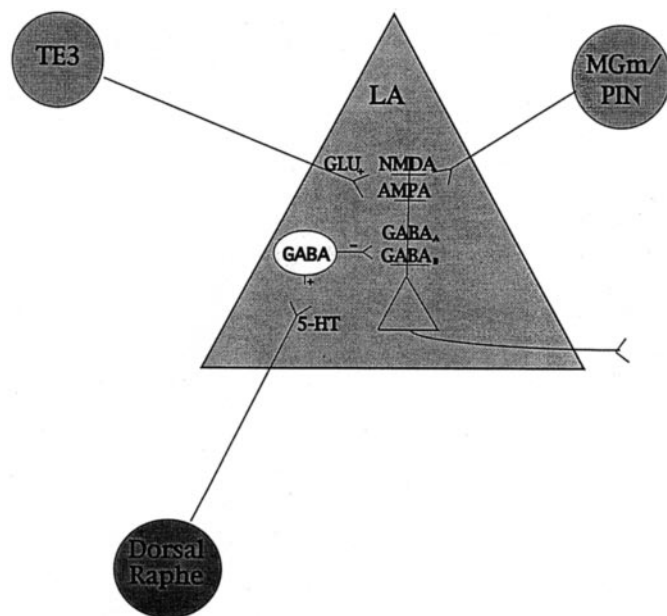 TE3
MGm/
PIN
LA
GLU+
NMDA
AMPA
GABAA
GABAB
GABA
-
+
5-HT
Dorsal
Raphe